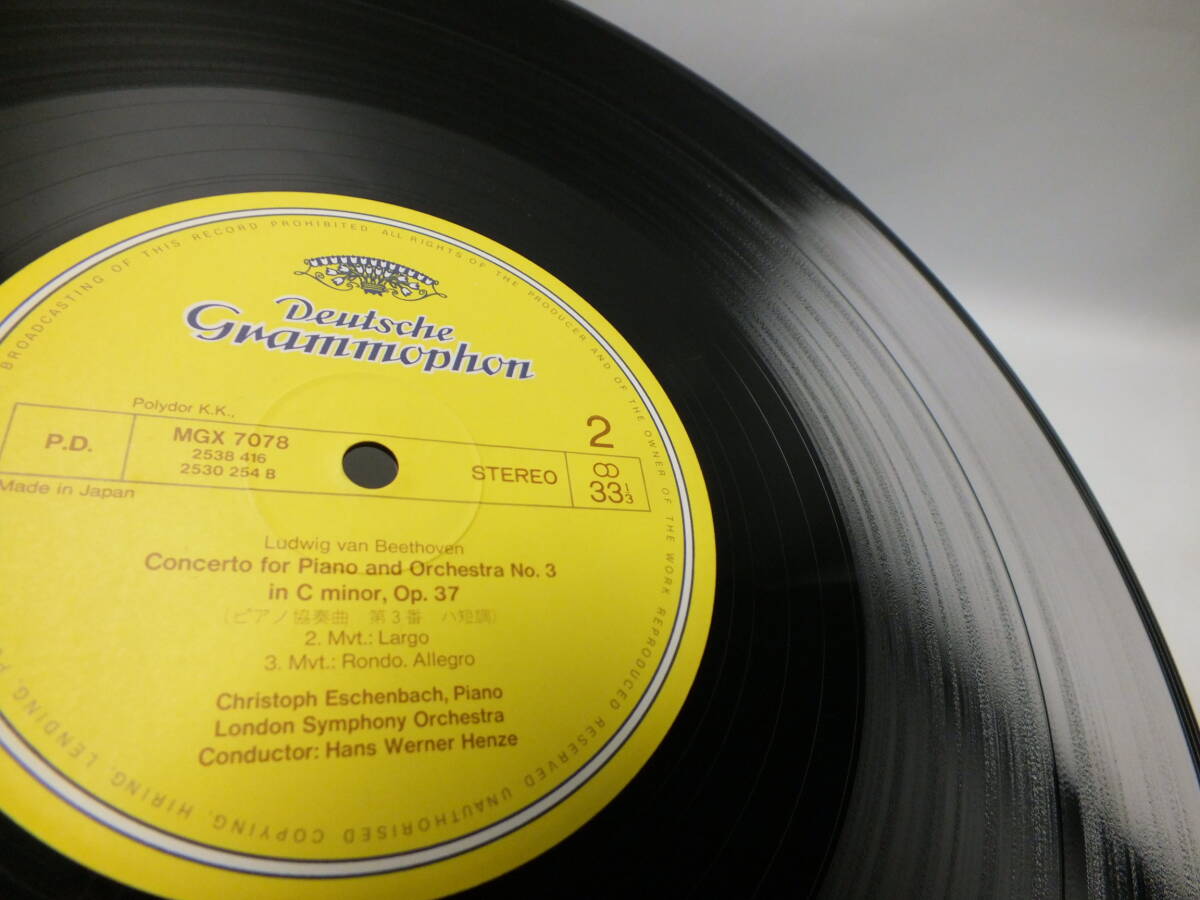 BROADCASTING OF THIS RECORD PROHIBITED ALL RIGHTS OF THE PRODUCER AND OF THE OWNER OF THE WORK REPRODUCED RESERVED UNAUTHORISED COPYING, HIRING, LENDING,
Deutsche
Grammophon
Polydor K.K.,
P.D.
MGX 7078
2538 416
2530 254 B
STEREO
2
33 1/3
Made in Japan
Ludwig van Beethoven
Concerto for Piano and Orchestra No. 3
in C minor, Op. 37
(ピアノ協奏曲 第3番 ハ短調)
2. Mvt.: Largo
3. Mvt.: Rondo. Allegro
Christoph Eschenbach, Piano
London Symphony Orchestra
Conductor: Hans Werner Henze